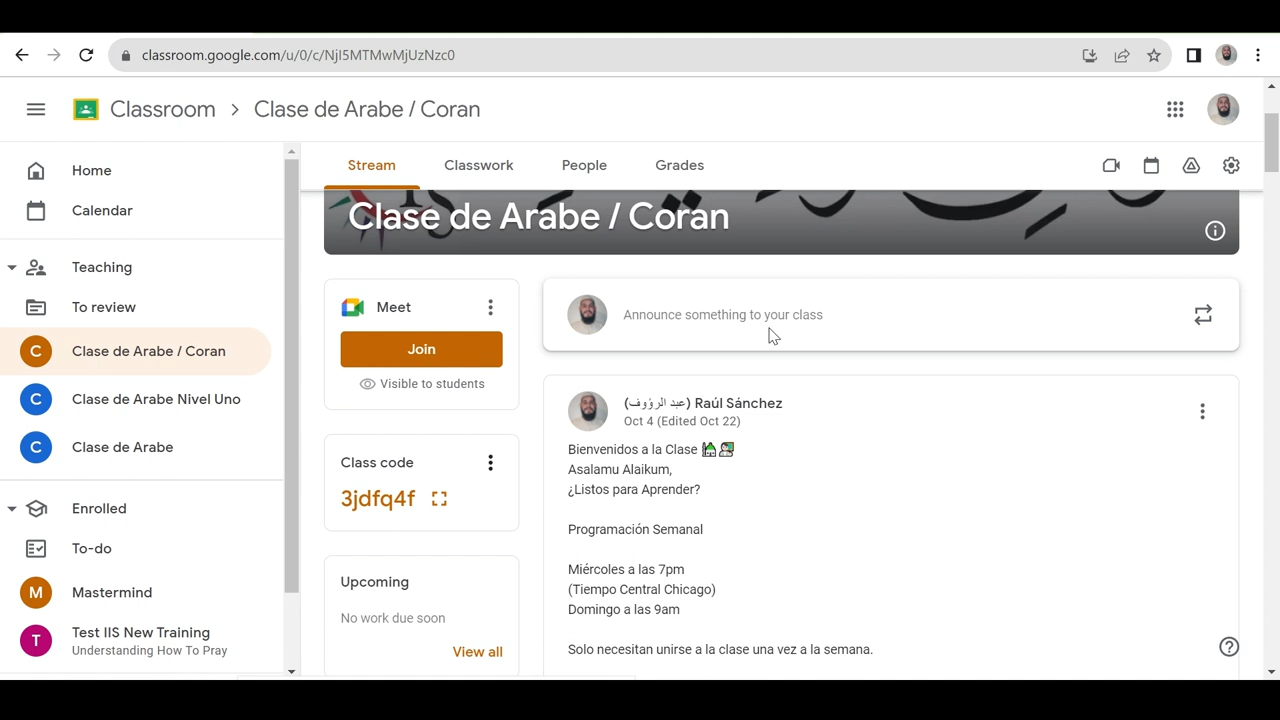 classroom.google.com/u/0/c/NjI5MTMwMjUzNzc0
Classroom > Clase de Arabe / Coran
Home
Calendar
Teaching
To review
C Clase de Arabe / Coran
C Clase de Arabe Nivel Uno
C Clase de Arabe
Enrolled
To-do
M Mastermind
T Test IIS New Training
Understanding How To Pray
Stream Classwork People Grades
Clase de Arabe / Coran
Meet
Join
Visible to students
Class code
3jdfq4f
Upcoming
No work due soon
View all
Announce something to your class
(عبد الرؤوف) Raúl Sánchez
Oct 4 (Edited Oct 22)
Bienvenidos a la Clase 🕌👨‍🏫
Asalamu Alaikum,
¿Listos para Aprender?
Programación Semanal
Miércoles a las 7pm
(Tiempo Central Chicago)
Domingo a las 9am
Solo necesitan unirse a la clase una vez a la semana.